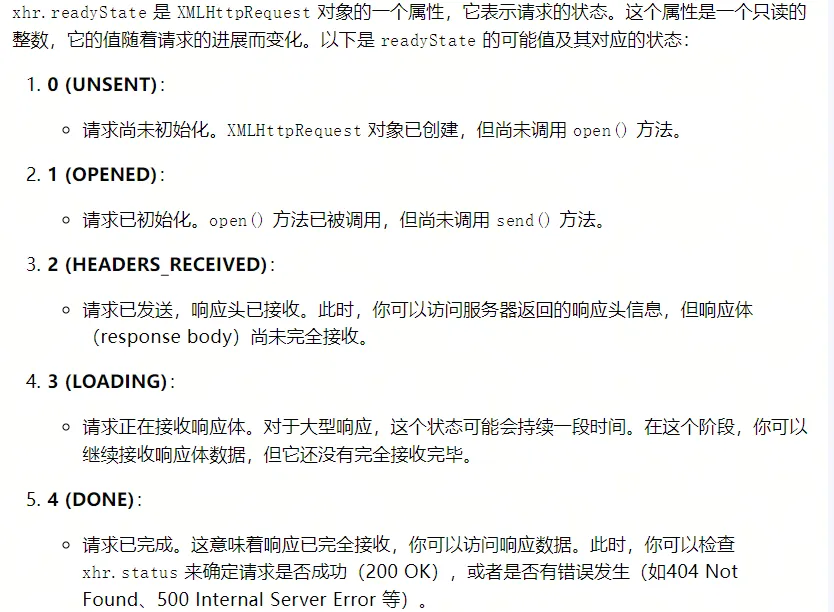 xhr.readyState 是 XMLHttpRequest 对象的一个属性，它表示请求的状态。这个属性是一个只读的
整数，它的值随着请求的进展而变化。以下是 readyState 的可能值及其对应的状态：
1. 0 (UNSENT)：
○ 请求尚未初始化。XMLHttpRequest 对象已创建，但尚未调用 open() 方法。
2. 1 (OPENED)：
○ 请求已初始化。open() 方法已被调用，但尚未调用 send() 方法。
3. 2 (HEADERS_RECEIVED)：
○ 请求已发送，响应头已接收。此时，你可以访问服务器返回的响应头信息，但响应体
（response body）尚未完全接收。
4. 3 (LOADING)：
○ 请求正在接收响应体。对于大型响应，这个状态可能会持续一段时间。在这个阶段，你可以
继续接收响应体数据，但它还没有完全接收完毕。
5. 4 (DONE)：
○ 请求已完成。这意味着响应已完全接收，你可以访问响应数据。此时，你可以检查
xhr.status 来确定请求是否成功（200 OK），或者是否有错误发生（如404 Not
Found、500 Internal Server Error 等）。